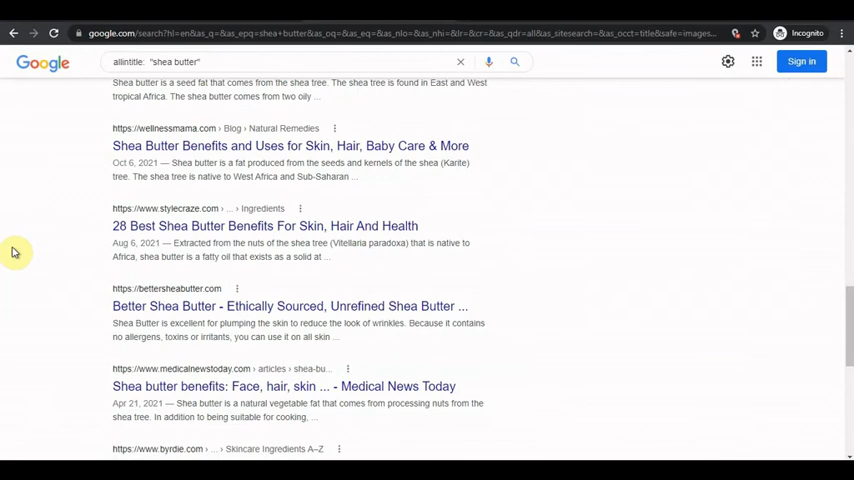 google.com/search?hl=en&as_q=&as_epq=shea+butter&as_oq=&as_eq=&as_nlo=&as_nhi=&lr=&cr=&as_qdr=all&as_sitesearch=&as_occt=title&safe=images...
Incognito
Google
allintitle: "shea butter"
Sign in
Shea butter is a seed fat that comes from the shea tree. The shea tree is found in East and West
tropical Africa. The shea butter comes from two oily ...
https://wellnessmama.com › Blog › Natural Remedies
Shea Butter Benefits and Uses for Skin, Hair, Baby Care & More
Oct 6, 2021 — Shea butter is a fat produced from the seeds and kernels of the shea (Karite)
tree. The shea tree is native to West Africa and Sub-Saharan ...
https://www.stylecraze.com › ... › Ingredients
28 Best Shea Butter Benefits For Skin, Hair And Health
Aug 6, 2021 — Extracted from the nuts of the shea tree (Vitellaria paradoxa) that is native to
Africa, shea butter is a fatty oil that exists as a solid at ...
https://bettersheabutter.com
Better Shea Butter - Ethically Sourced, Unrefined Shea Butter ...
Shea Butter is excellent for plumping the skin to reduce the look of wrinkles. Because it contains
no allergens, toxins or irritants, you can use it on all skin ...
https://www.medicalnewstoday.com › articles › shea-bu...
Shea butter benefits: Face, hair, skin ... - Medical News Today
Apr 21, 2021 — Shea butter is a natural vegetable fat that comes from processing nuts from the
shea tree. In addition to being suitable for cooking, ...
https://www.byrdie.com › ... › Skincare Ingredients A–Z